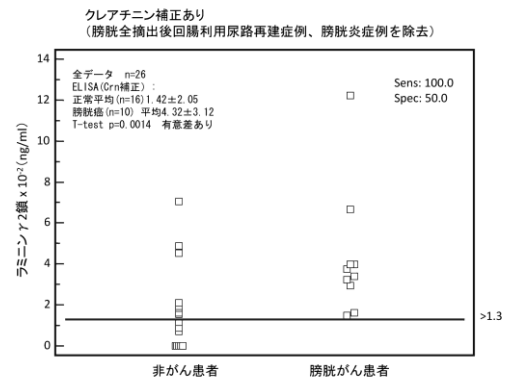 クレアチニン補正あり
（膀胱全摘出後回腸利用尿路再建症例、膀胱炎症例を除去）
全データ n=26
ELISA(Crn補正)：
正常平均(n=16)1.42±2.05
膀胱癌(n=10) 平均4.32±3.12
T-test p=0.0014 有意差あり
Sens: 100.0
Spec: 50.0
ラミニンγ2鎖 x 10⁻² (ng/ml)
14
12
10
8
6
4
2
0
>1.3
非がん患者
膀胱がん患者